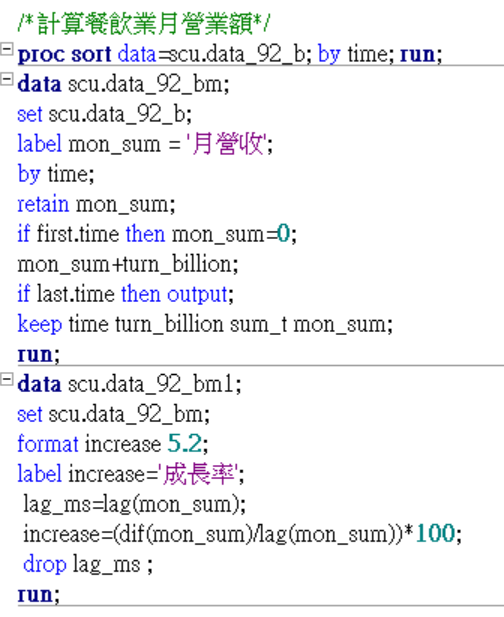 /*計算餐飲業月營業額*/
proc sort data=scu.data_92_b; by time; run;
data scu.data_92_bm;
set scu.data_92_b;
label mon_sum = '月營收';
by time;
retain mon_sum;
if first.time then mon_sum=0;
mon_sum+turn_billion;
if last.time then output;
keep time turn_billion sum_t mon_sum;
run;
data scu.data_92_bm1;
set scu.data_92_bm;
format increase 5.2;
label increase='成長率';
lag_ms=lag(mon_sum);
increase=(dif(mon_sum)/lag(mon_sum))*100;
drop lag_ms ;
run;